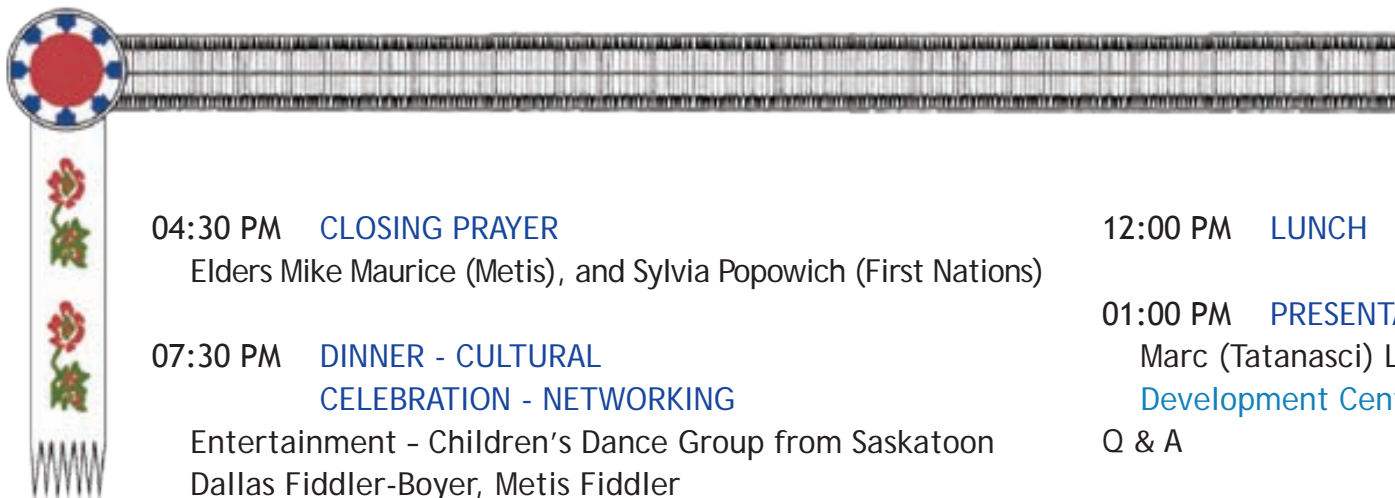 04:30 PM CLOSING PRAYER
Elders Mike Maurice (Metis), and Sylvia Popowich (First Nations)
07:30 PM DINNER - CULTURAL
CELEBRATION - NETWORKING
Entertainment – Children’s Dance Group from Saskatoon
Dallas Fiddler-Boyer, Metis Fiddler
12:00 PM LUNCH
01:00 PM
Marc (Tatanasci)
Development
Q & A